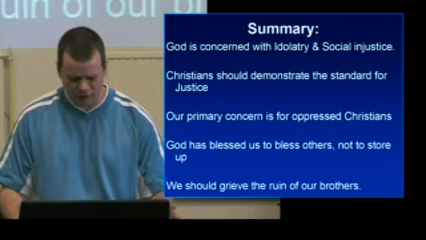 ruin of our b
Summary:
God is concerned with Idolatry & Social injustice.
Christians should demonstrate the standard for
Justice
Our primary concern is for oppressed Christians
God has blessed us to bless others, not to store
up
We should grieve the ruin of our brothers.